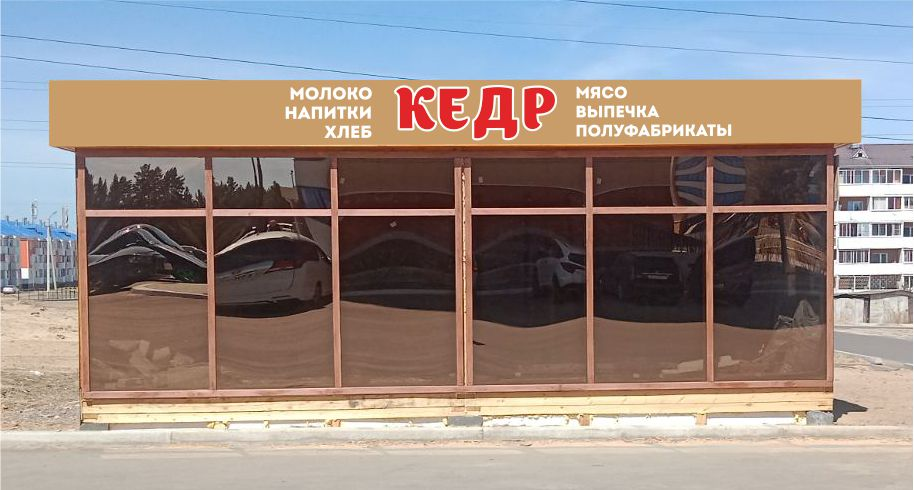 МОЛОКО
НАПИТКИ
ХЛЕБ
КЕДР
МЯСО
ВЫПЕЧКА
ПОЛУФАБРИКАТЫ